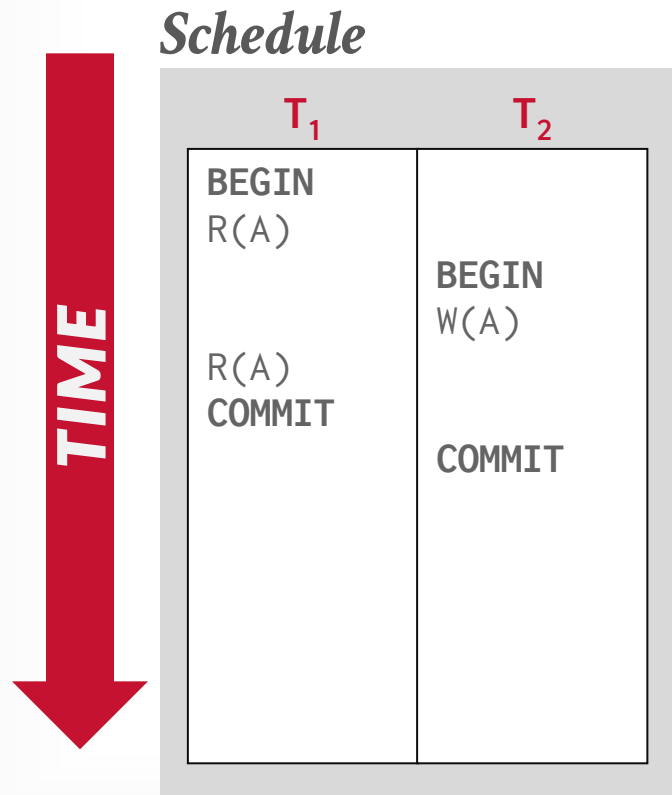 Schedule
TIME
T₁ T₂
BEGIN
R(A)
BEGIN
W(A)
R(A)
COMMIT
COMMIT